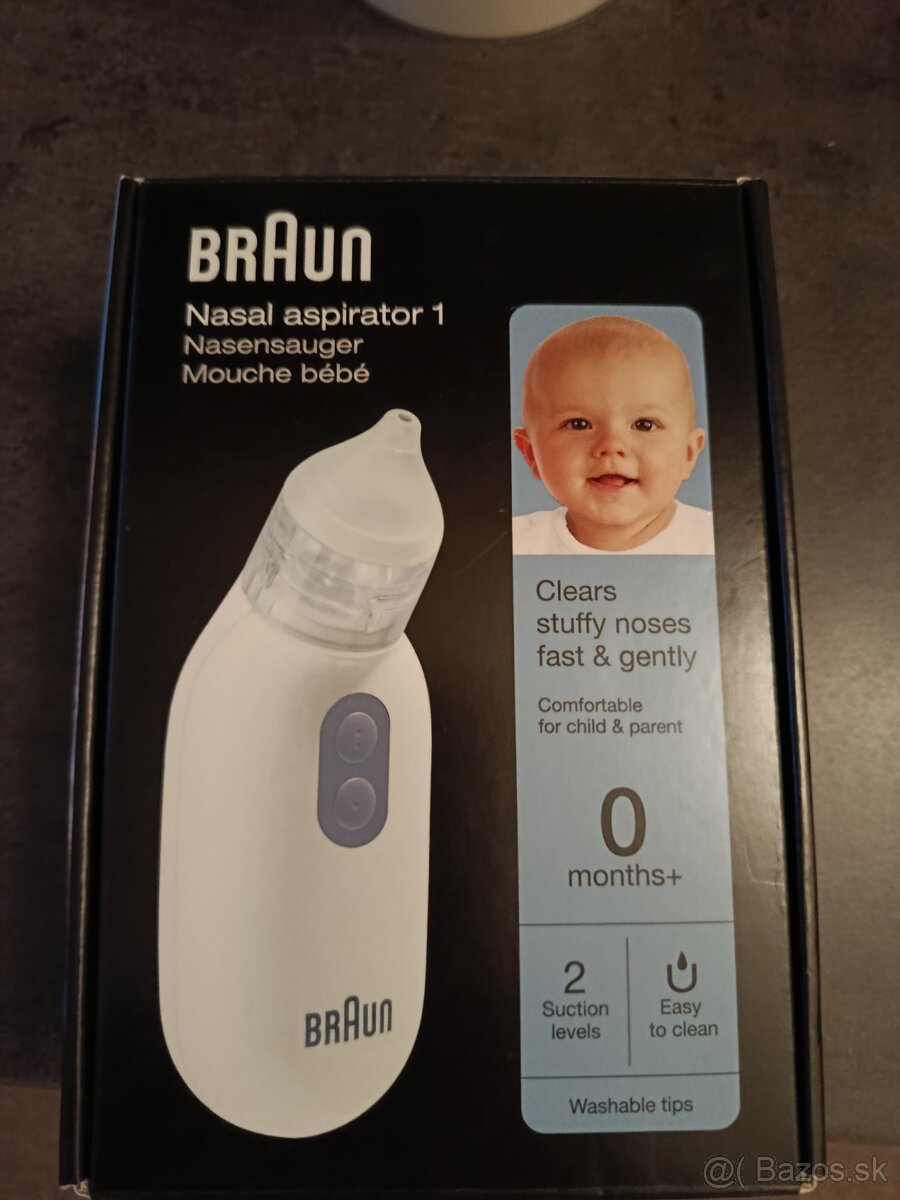 BRAUN
Nasal aspirator 1
Nasensauger
Mouche bébé
Clears
stuffy noses
fast & gently
Comfortable
for child & parent
0
months+
2
Suction
levels
Easy
to clean
Washable tips
BRAUN
@( Bazos.sk